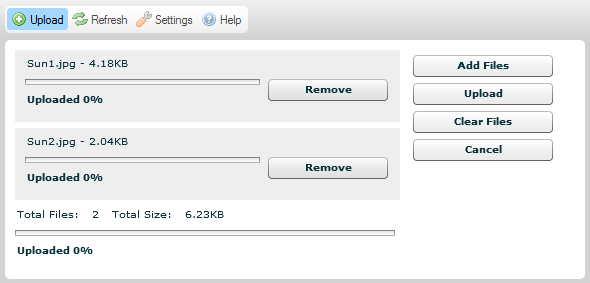 Upload Refresh Settings Help
Sun1.jpg - 4.18KB
Uploaded 0%
Remove
Sun2.jpg - 2.04KB
Uploaded 0%
Remove
Total Files: 2 Total Size: 6.23KB
Uploaded 0%
Add Files
Upload
Clear Files
Cancel